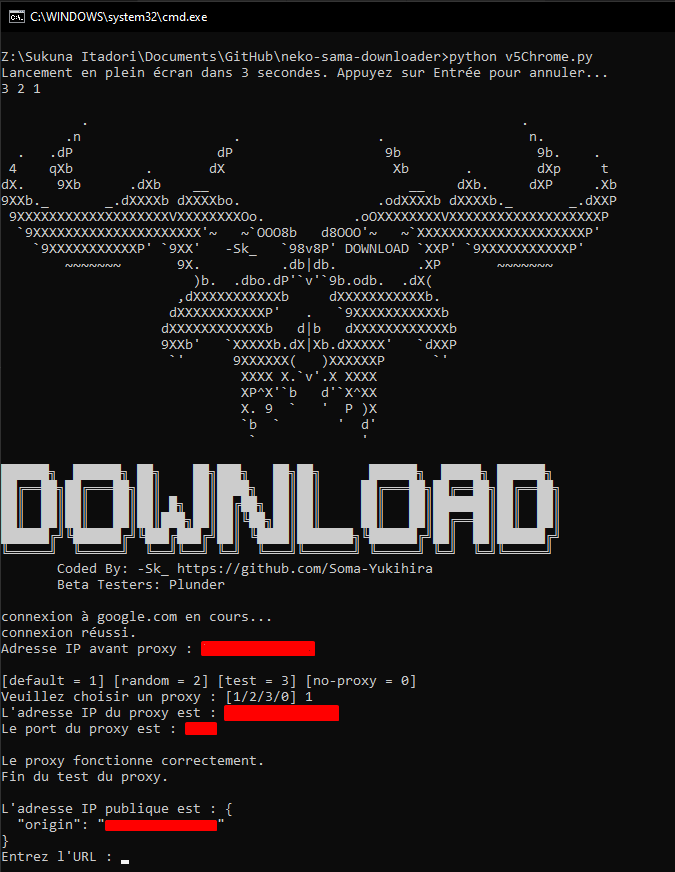 C:\WINDOWS\system32\cmd.exe
Z:\Sukuna Itadori\Documents\GitHub\neko-sama-downloader>python v5Chrome.py
Lancement en plein écran dans 3 secondes. Appuyez sur Entrée pour annuler...
3 2 1
-Sk_ DOWNLOAD
DOWNLOAD
Coded By: -Sk_ https://github.com/Soma-Yukihira
Beta Testers: Plunder
connexion à google.com en cours...
connexion réussi.
Adresse IP avant proxy :
[default = 1] [random = 2] [test = 3] [no-proxy = 0]
Veuillez choisir un proxy : [1/2/3/0] 1
L'adresse IP du proxy est :
Le port du proxy est :
Le proxy fonctionne correctement.
Fin du test du proxy.
L'adresse IP publique est : {
"origin": " "
}
Entrez l'URL :